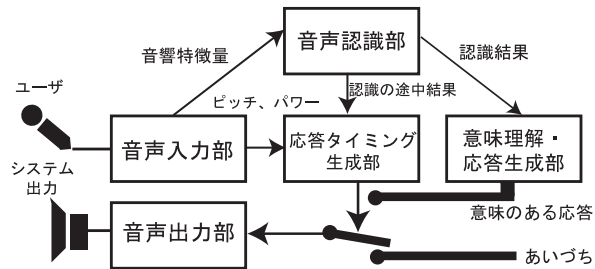 音声認識部
音響特徴量
認識結果
ユーザ
ピッチ、パワー
認識の途中結果
音声入力部
応答タイミング
生成部
意味理解・
応答生成部
システム
出力
意味のある応答
音声出力部
あいづち